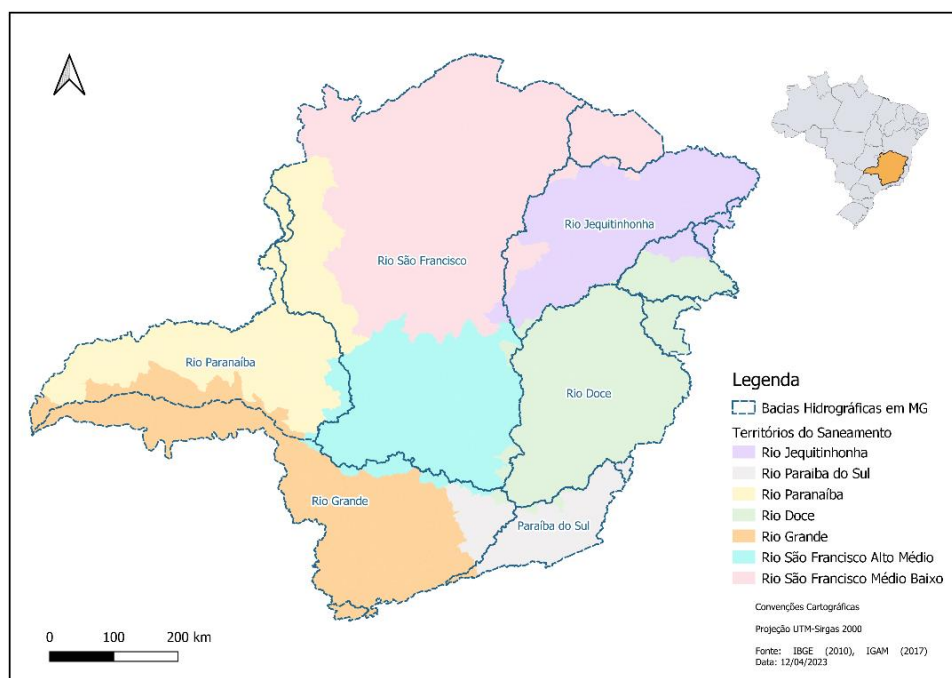 Rio Jequitinhonha
Rio São Francisco
Rio Paranaíba
Rio Doce
Rio Grande
Paraíba do Sul
Legenda
Bacias Hidrográficas em MG
Territórios do Saneamento
Rio Jequitinhonha
Rio Paraiba do Sul
Rio Paranaíba
Rio Doce
Rio Grande
Rio São Francisco Alto Médio
Rio São Francisco Médio Baixo
Convenções Cartográficas
Projeção UTM-Sirgas 2000
Fonte: IBGE (2010), IGAM (2017)
Data: 12/04/2023
0 100 200 km